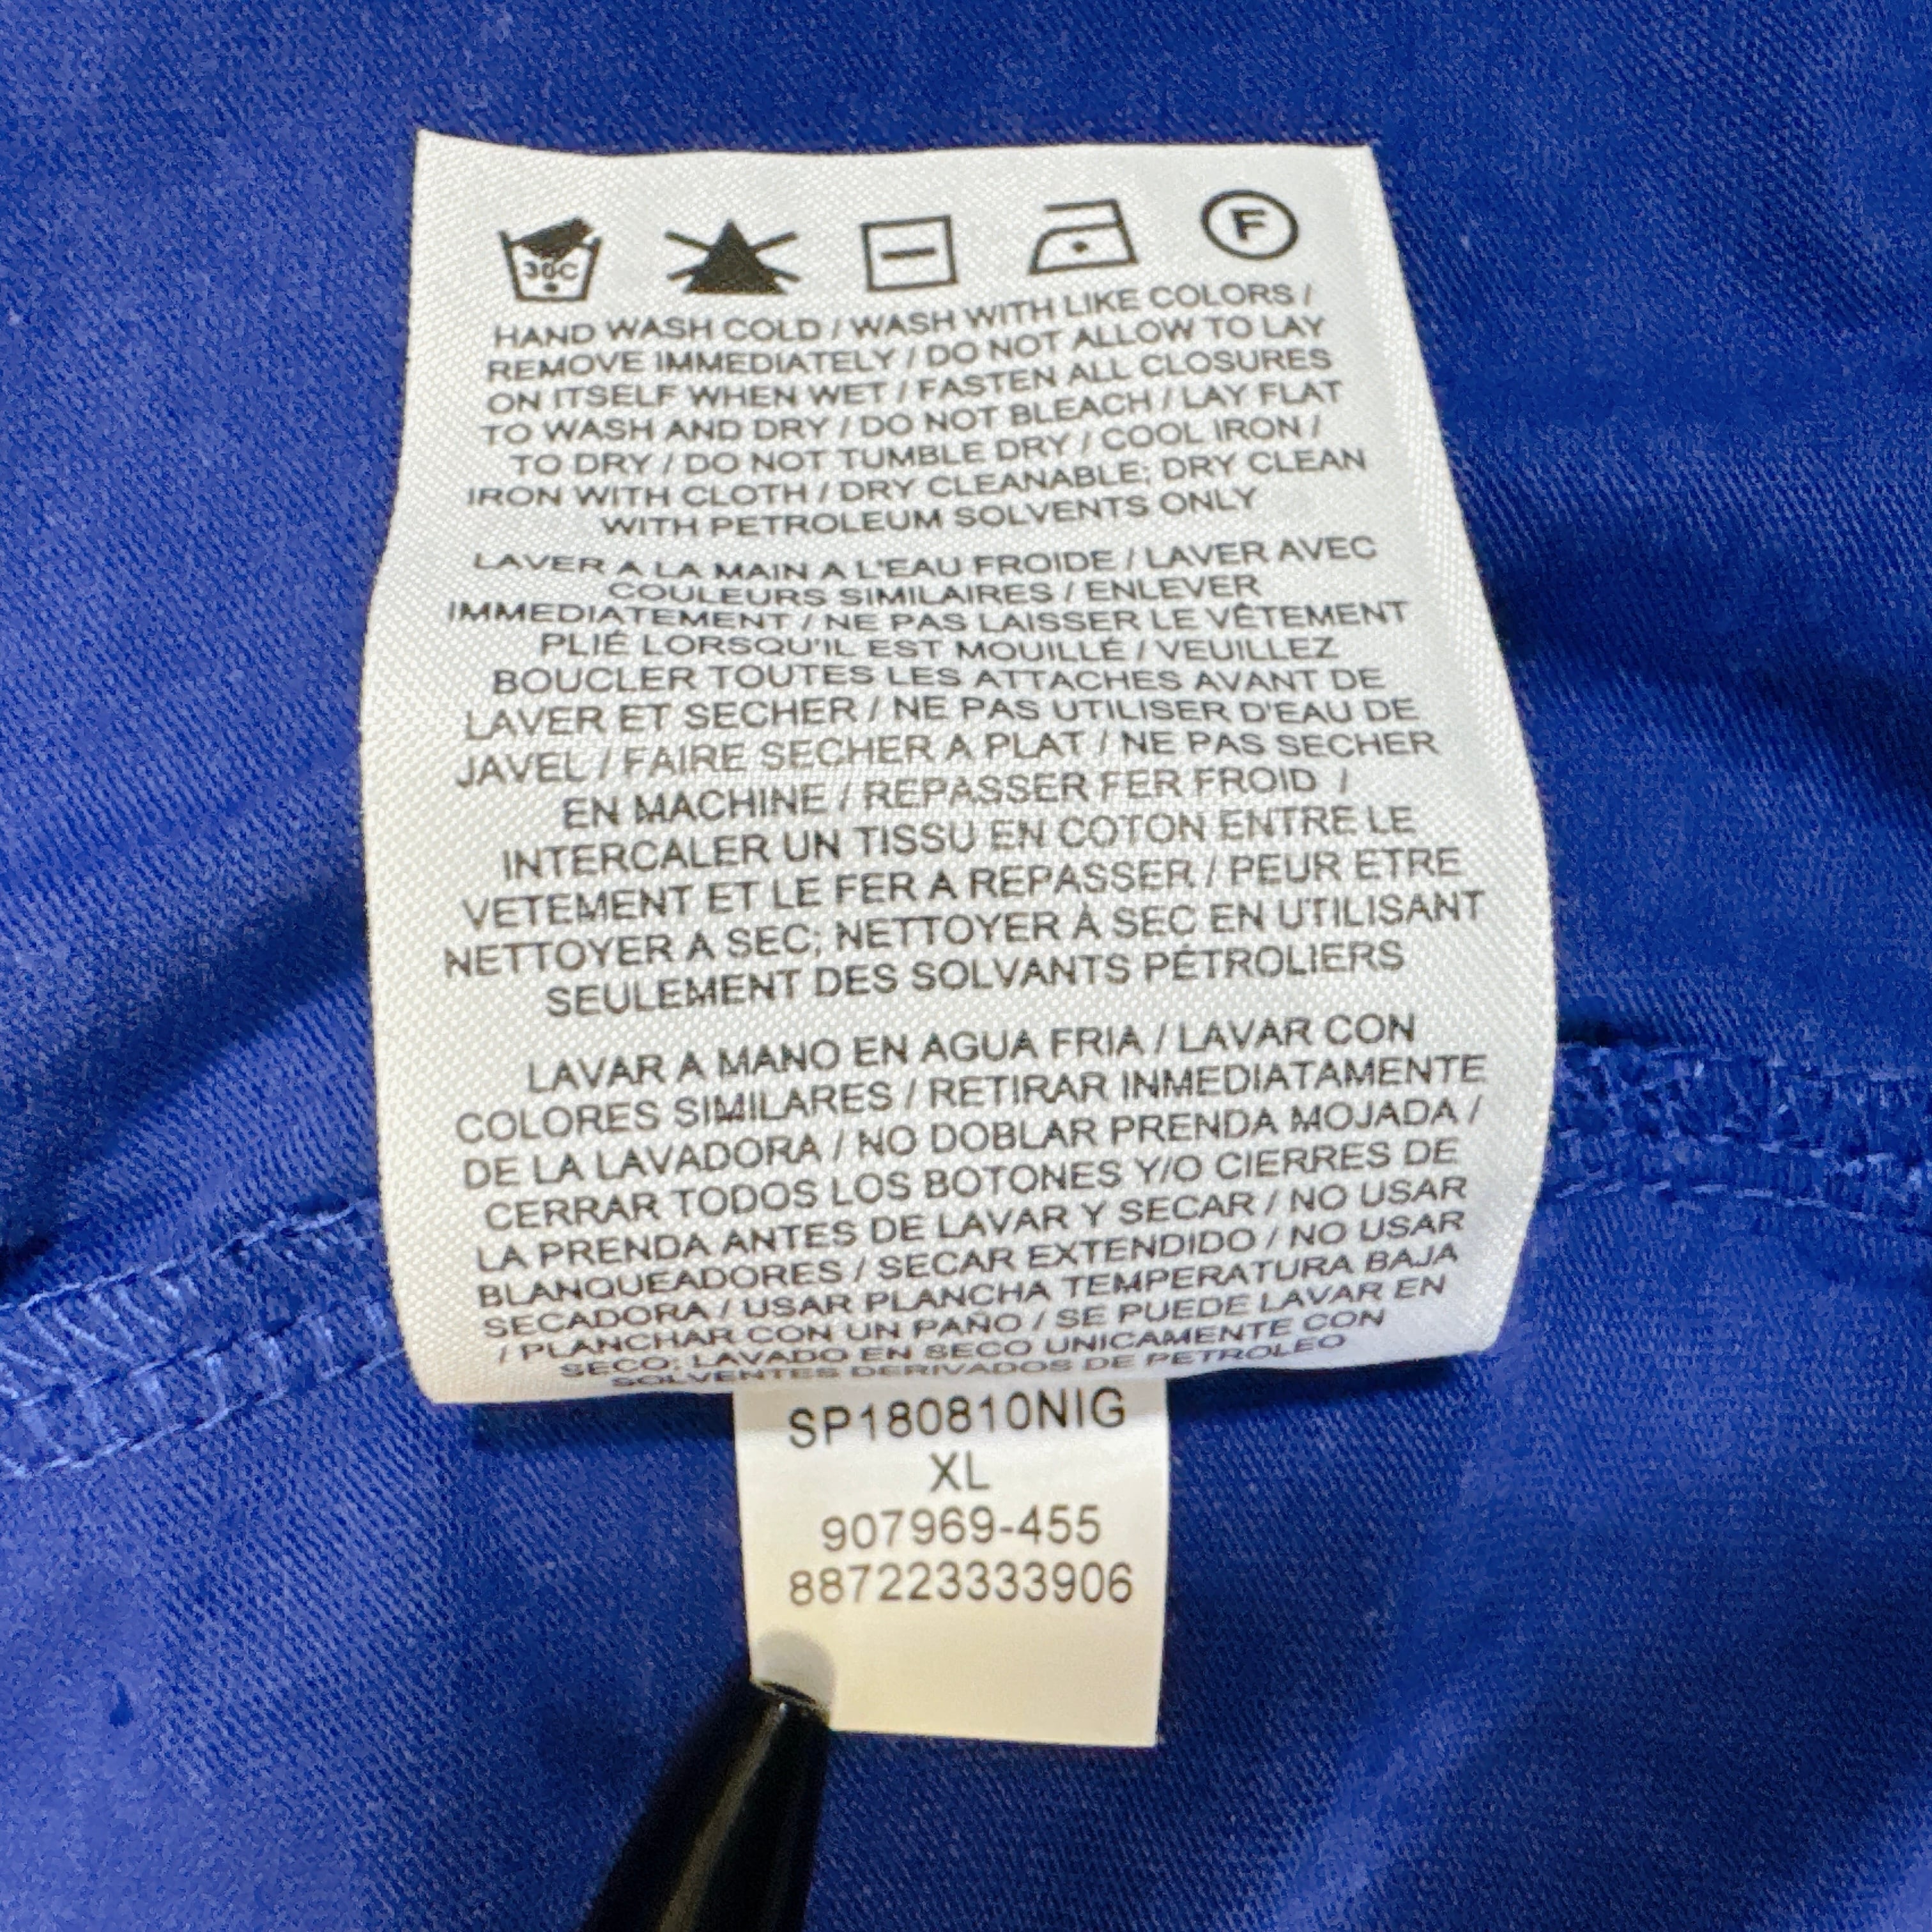 30C
F
HAND WASH COLD / WASH WITH LIKE COLORS /
REMOVE IMMEDIATELY / DO NOT ALLOW TO LAY
ON ITSELF WHEN WET / FASTEN ALL CLOSURES
TO WASH AND DRY / DO NOT BLEACH / LAY FLAT
TO DRY / DO NOT TUMBLE DRY / COOL IRON /
IRON WITH CLOTH / DRY CLEANABLE; DRY CLEAN
WITH PETROLEUM SOLVENTS ONLY
LAVER A LA MAIN A L'EAU FROIDE / LAVER AVEC
COULEURS SIMILAIRES / ENLEVER
IMMEDIATEMENT / NE PAS LAISSER LE VÊTEMENT
PLIÉ LORSQU'IL EST MOUILLÉ / VEUILLEZ
BOUCLER TOUTES LES ATTACHES AVANT DE
LAVER ET SECHER / NE PAS UTILISER D'EAU DE
JAVEL / FAIRE SECHER A PLAT / NE PAS SECHER
EN MACHINE / REPASSER FER FROID /
INTERCALER UN TISSU EN COTON ENTRE LE
VETEMENT ET LE FER A REPASSER / PEUR ETRE
NETTOYER A SEC; NETTOYER À SEC EN UTILISANT
SEULEMENT DES SOLVANTS PÉTROLIERS
LAVAR A MANO EN AGUA FRIA / LAVAR CON
COLORES SIMILARES / RETIRAR INMEDIATAMENTE
DE LA LAVADORA / NO DOBLAR PRENDA MOJADA /
CERRAR TODOS LOS BOTONES Y/O CIERRES DE
LA PRENDA ANTES DE LAVAR Y SECAR / NO USAR
BLANQUEADORES / SECAR EXTENDIDO / NO USAR
SECADORA / USAR PLANCHA TEMPERATURA BAJA
/ PLANCHAR CON UN PAÑO / SE PUEDE LAVAR EN
SECO; LAVADO EN SECO UNICAMENTE CON
SOLVENTES DERIVADOS DE PETROLEO
SP180810NIG
XL
907969-455
887223333906